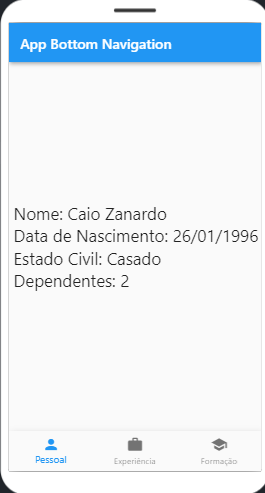 App Bottom Navigation
Nome: Caio Zanardo
Data de Nascimento: 26/01/1996
Estado Civil: Casado
Dependentes: 2
Pessoal
Experiência
Formação